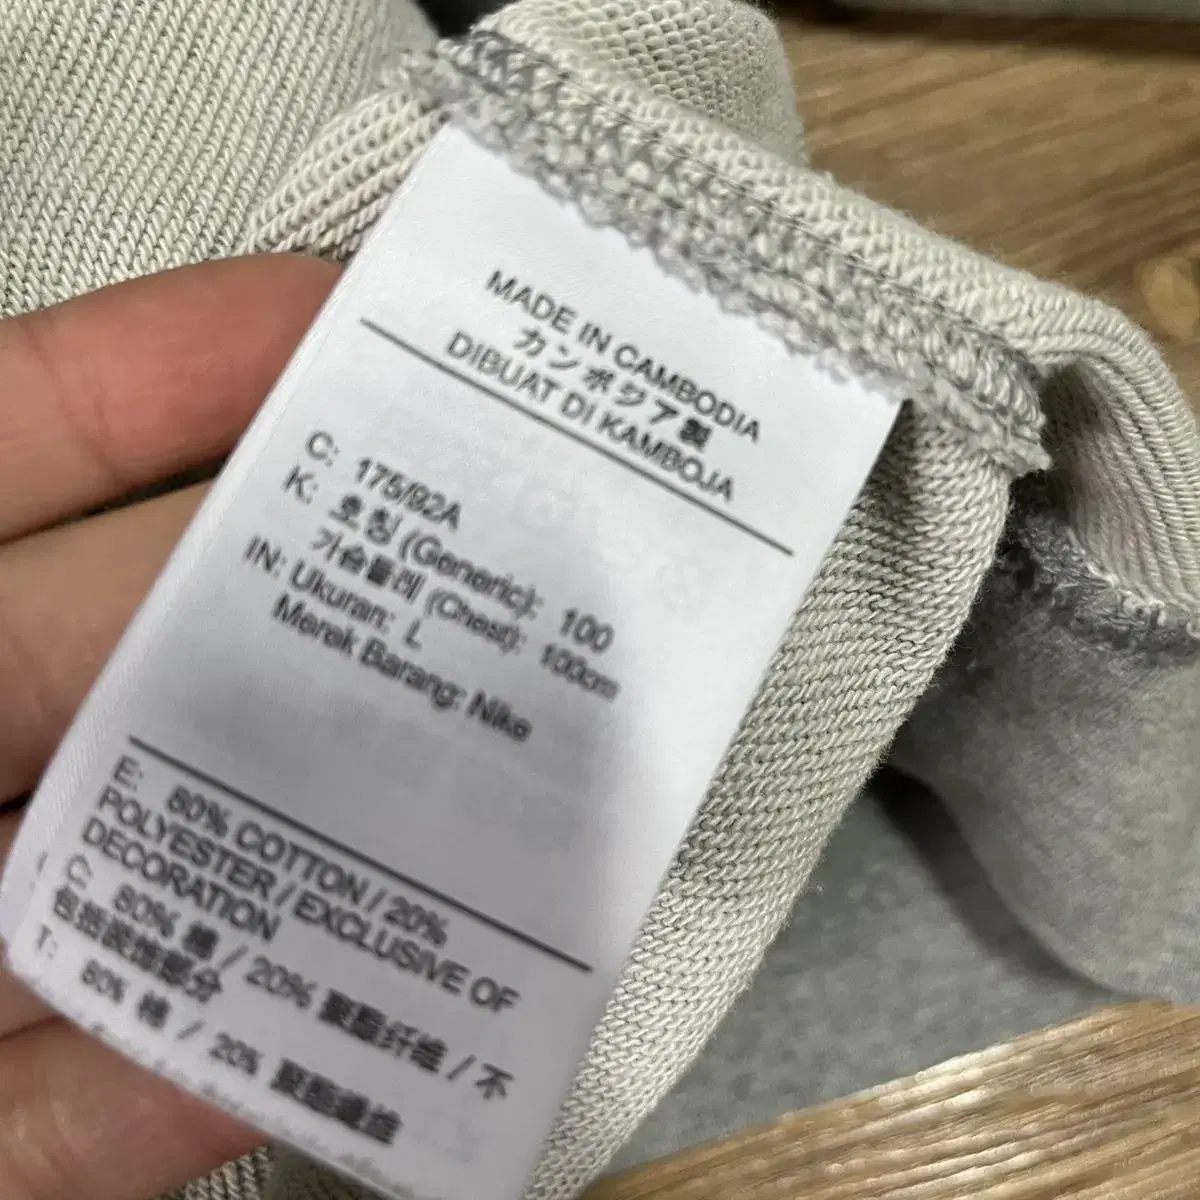 MADE IN CAMBODIA
カンボジア製
DIBUAT DI KAMBOJA
C: 175/92A
K: 호칭 (Generic): 100
가슴둘레 (Chest): 100cm
IN: Ukuran: L
Merek Barang: Nike
E: 80% COTTON / 20%
POLYESTER / EXCLUSIVE OF
DECORATION
C: 80% 棉 / 20% 聚酯纤维 / 不
包括装饰部分
T: 80% 棉 / 20% 聚酯纖維